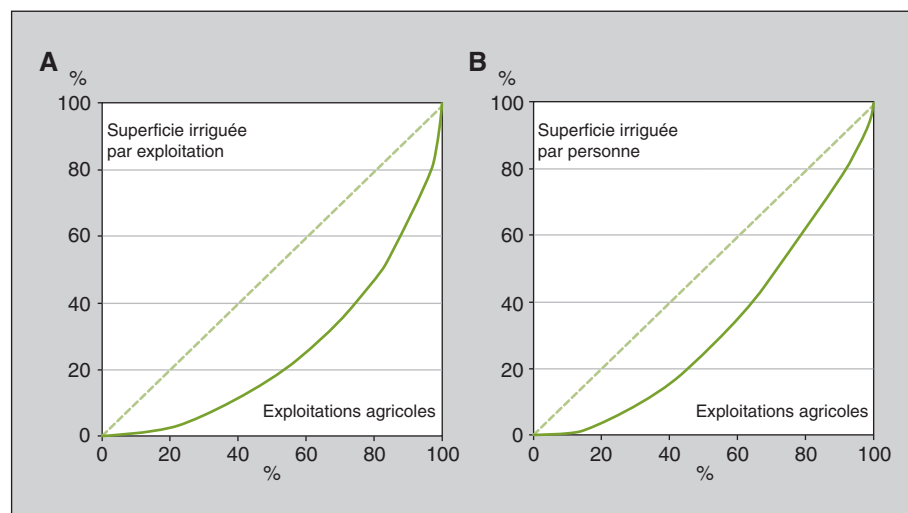 A
%
100
80
60
40
20
0
Superficie irriguée
par exploitation
Exploitations agricoles
0 20 40 60 80 100
%
B
%
100
80
60
40
20
0
Superficie irriguée
par personne
Exploitations agricoles
0 20 40 60 80 100
%